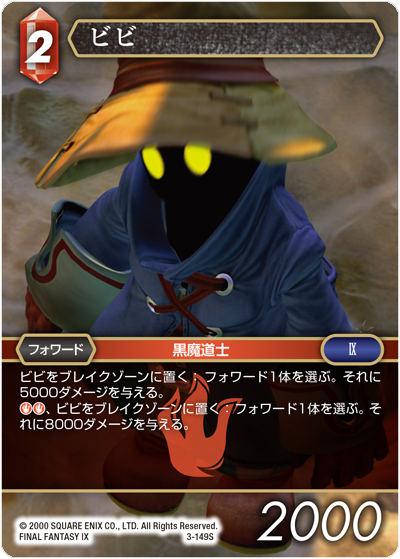 2
ビビ
フォワード
黒魔道士
IX
ビビをブレイクゾーンに置く：フォワード1体を選ぶ。それに
5000ダメージを与える。
火火、ビビをブレイクゾーンに置く：フォワード1体を選ぶ。そ
れに8000ダメージを与える。
© 2000 SQUARE ENIX CO., LTD. All Rights Reserved.
FINAL FANTASY IX
3-149S
2000